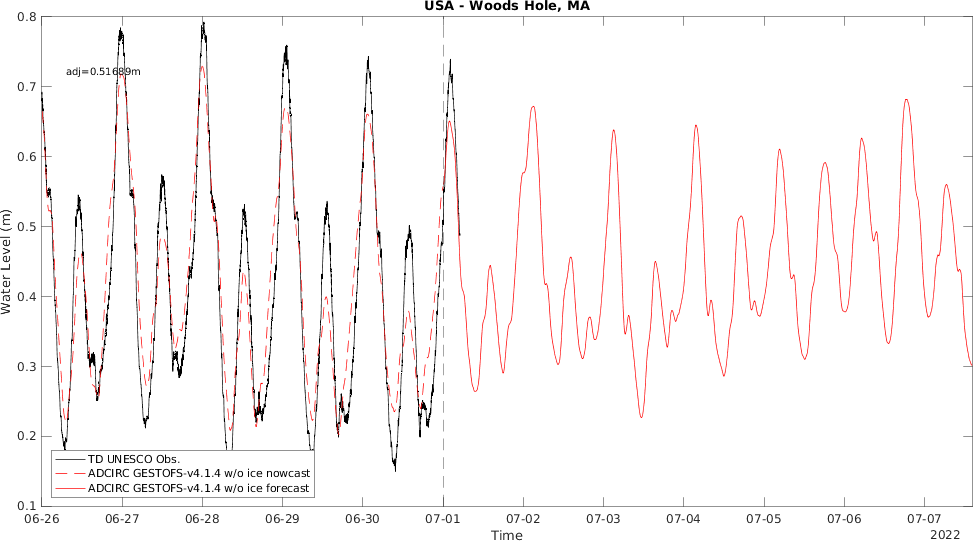 USA - Woods Hole, MA
0.8
0.7
0.6
0.5
0.4
0.3
0.2
0.1
Water Level (m)
adj=0.51689m
TD UNESCO Obs.
ADCIRC GESTOFS-v4.1.4 w/o ice nowcast
ADCIRC GESTOFS-v4.1.4 w/o ice forecast
06-26 06-27 06-28 06-29 06-30 07-01 07-02 07-03 07-04 07-05 07-06 07-07
Time
2022